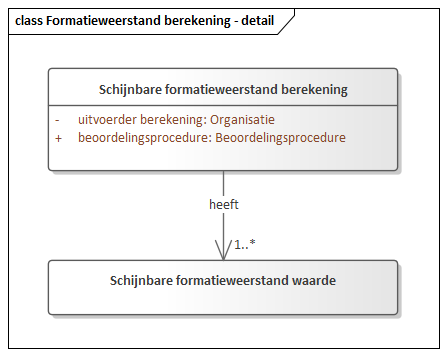 class Formatieweerstand berekening - detail
Schijnbare formatieweerstand berekening
- uitvoerder berekening: Organisatie
+ beoordelingsprocedure: Beoordelingsprocedure
heeft
1..*
Schijnbare formatieweerstand waarde